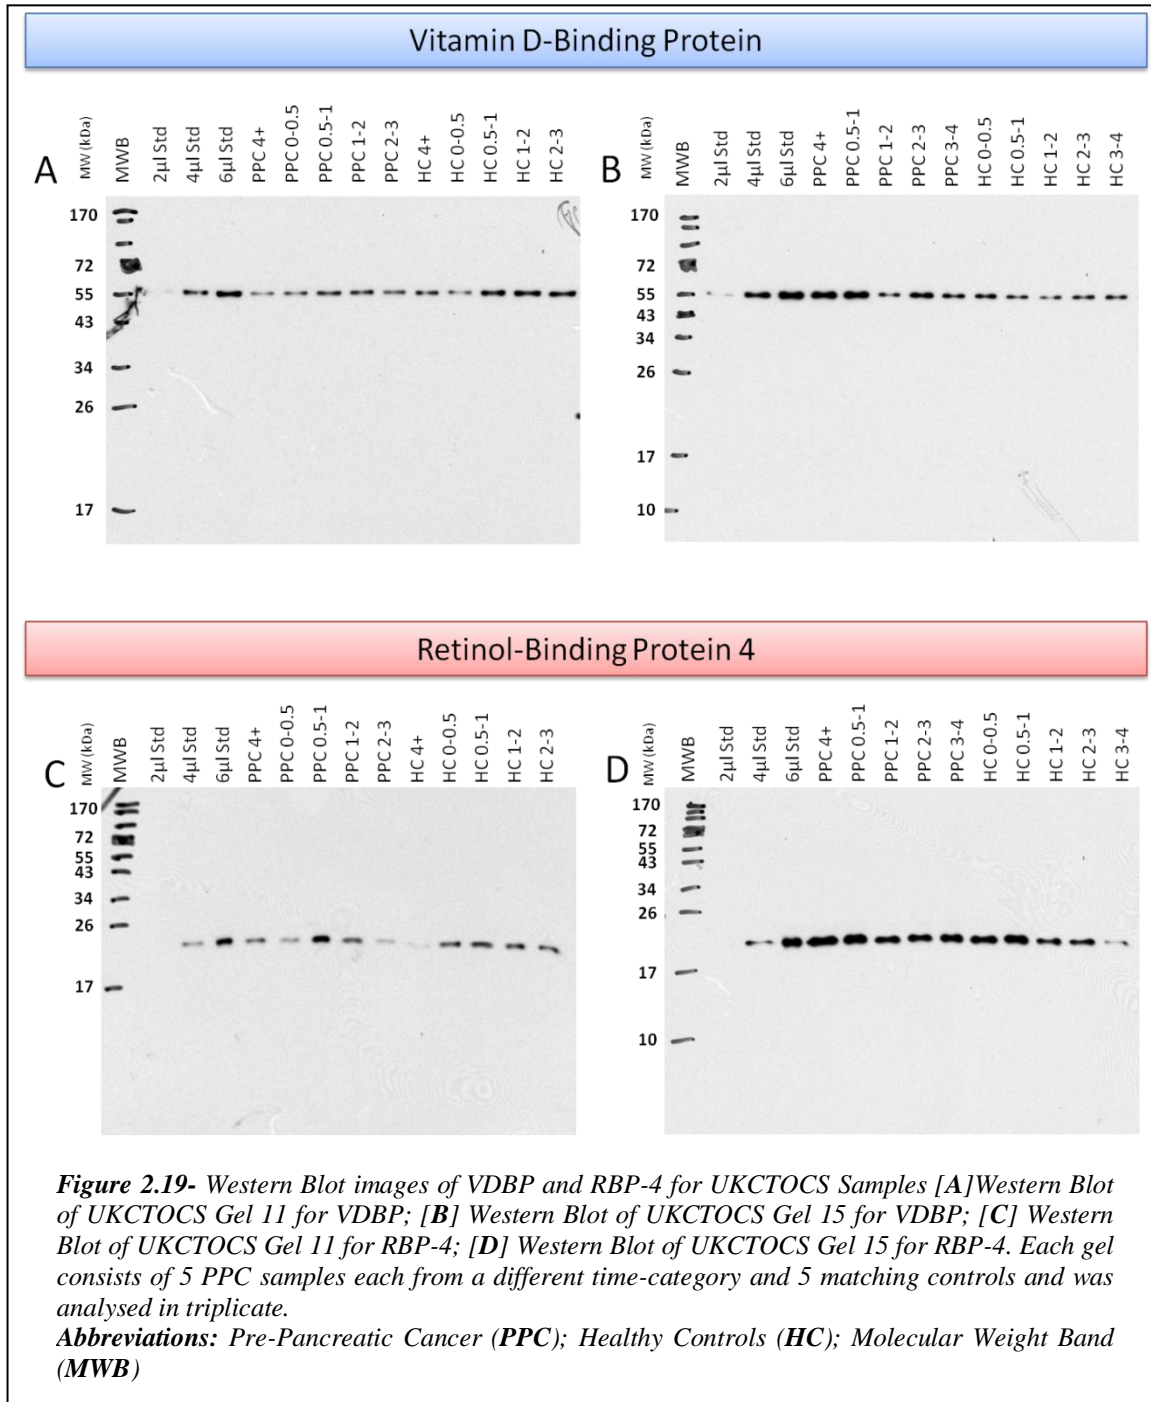 Vitamin D-Binding Protein
A
MW (kDa)
MWB
2µl Std
4µl Std
6µl Std
PPC 4+
PPC 0-0.5
PPC 0.5-1
PPC 1-2
PPC 2-3
HC 4+
HC 0-0.5
HC 0.5-1
HC 1-2
HC 2-3
170
72
55
43
34
26
17
B
MW (kDa)
MWB
2µl Std
4µl Std
6µl Std
PPC 4+
PPC 0.5-1
PPC 1-2
PPC 2-3
PPC 3-4
HC 0-0.5
HC 0.5-1
HC 1-2
HC 2-3
HC 3-4
170
72
55
43
34
26
17
10
Retinol-Binding Protein 4
C
MW (kDa)
MWB
2µl Std
4µl Std
6µl Std
PPC 4+
PPC 0-0.5
PPC 0.5-1
PPC 1-2
PPC 2-3
HC 4+
HC 0-0.5
HC 0.5-1
HC 1-2
HC 2-3
170
72
55
43
34
26
17
D
MW (kDa)
MWB
2µl Std
4µl Std
6µl Std
PPC 4+
PPC 0.5-1
PPC 1-2
PPC 2-3
PPC 3-4
HC 0-0.5
HC 0.5-1
HC 1-2
HC 2-3
HC 3-4
170
72
55
43
34
26
17
10
Figure 2.19- Western Blot images of VDBP and RBP-4 for UKCTOCS Samples [A]Western Blot
of UKCTOCS Gel 11 for VDBP; [B] Western Blot of UKCTOCS Gel 15 for VDBP; [C] Western
Blot of UKCTOCS Gel 11 for RBP-4; [D] Western Blot of UKCTOCS Gel 15 for RBP-4. Each gel
consists of 5 PPC samples each from a different time-category and 5 matching controls and was
analysed in triplicate.
Abbreviations: Pre-Pancreatic Cancer (PPC); Healthy Controls (HC); Molecular Weight Band
(MWB)